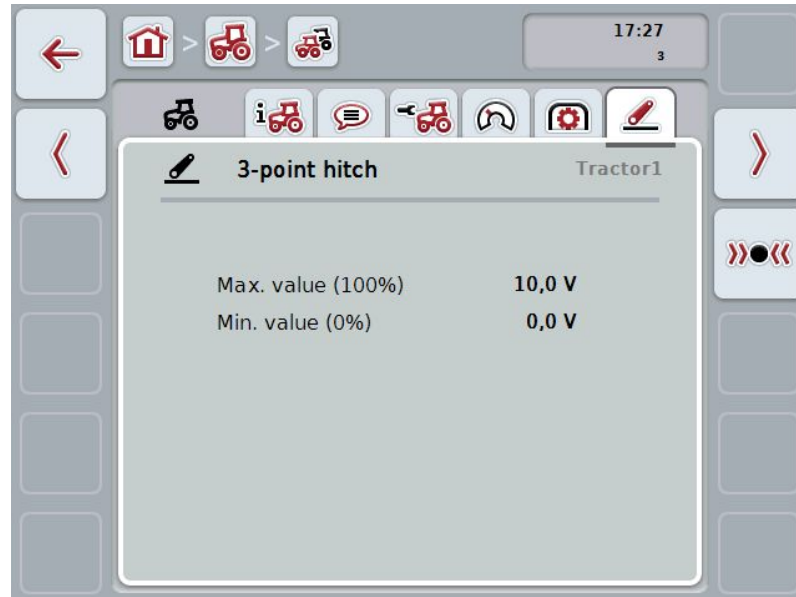 17:27
3
3-point hitch Tractor1
Max. value (100%) 10,0 V
Min. value (0%) 0,0 V